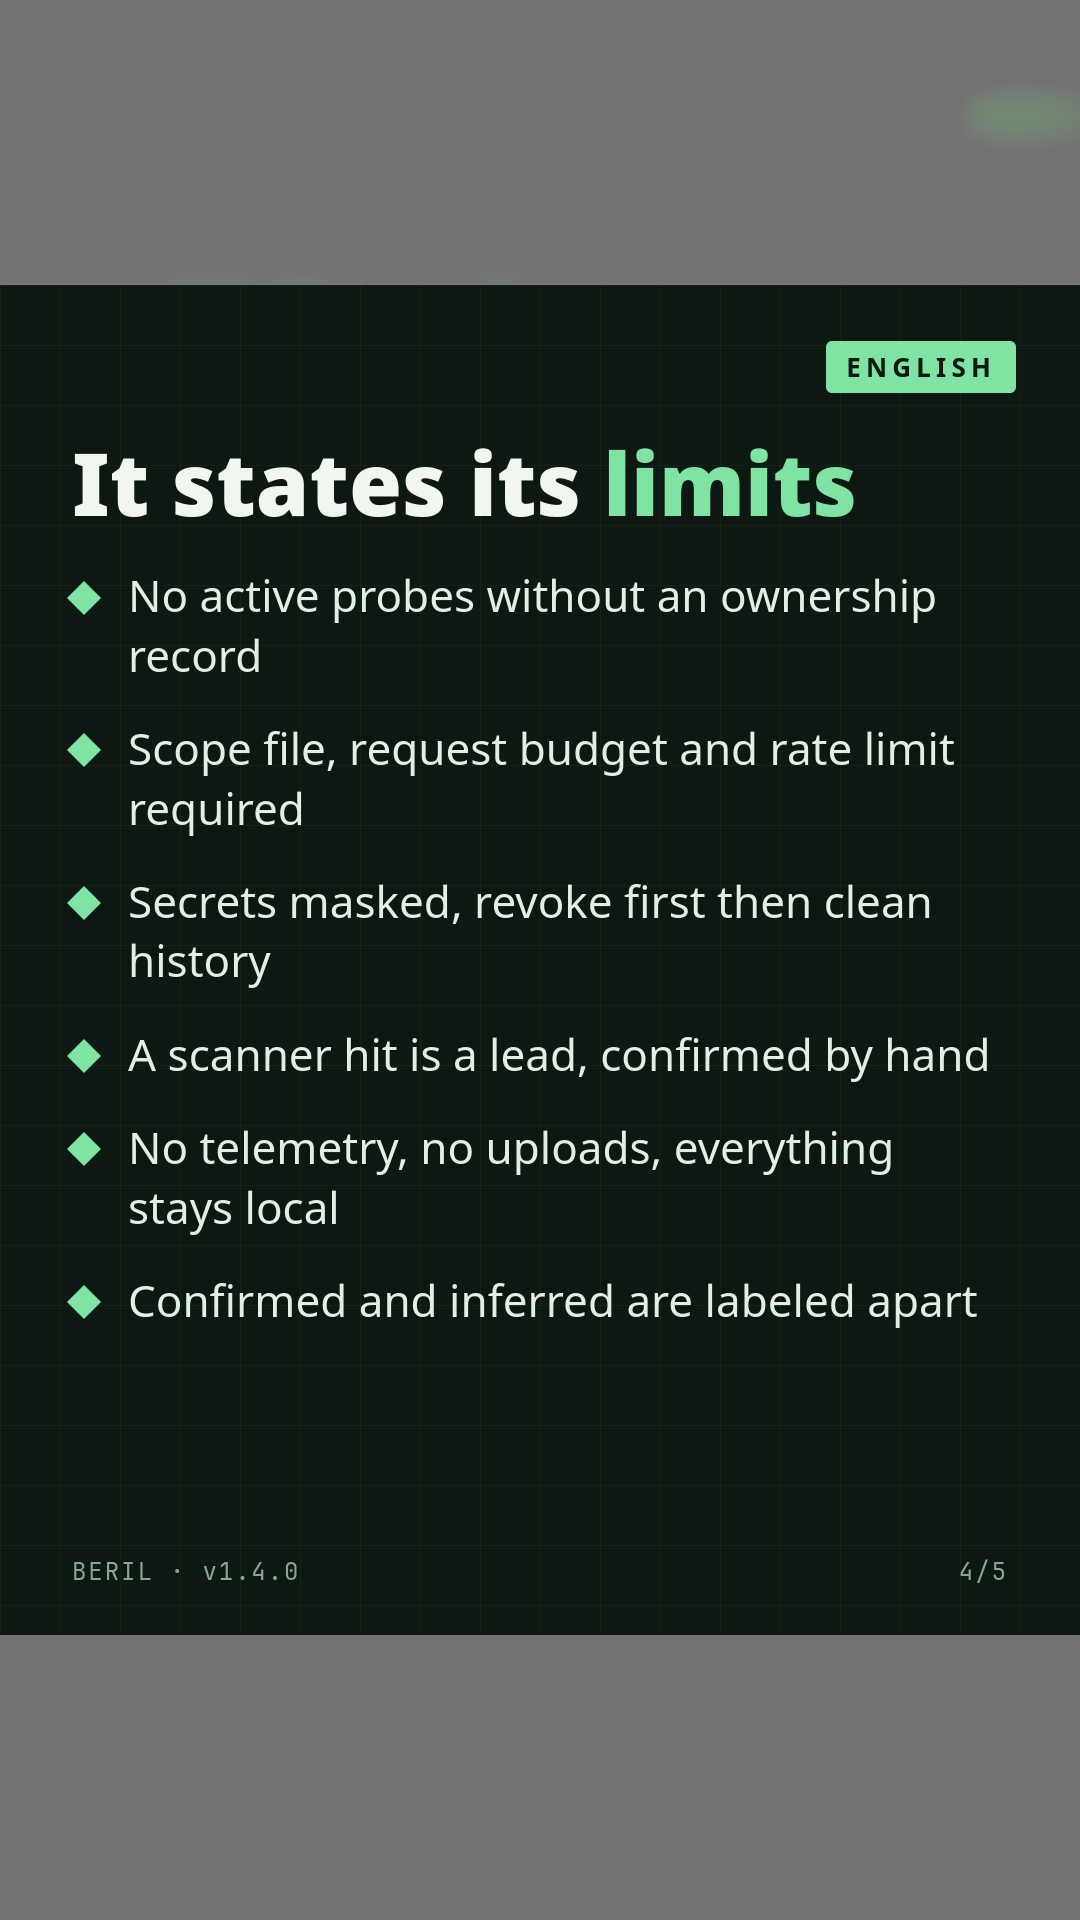 ENGLISH
It states its limits
No active probes without an ownership
record
Scope file, request budget and rate limit
required
Secrets masked, revoke first then clean
history
A scanner hit is a lead, confirmed by hand
No telemetry, no uploads, everything
stays local
Confirmed and inferred are labeled apart
BERIL · v1.4.0
4/5